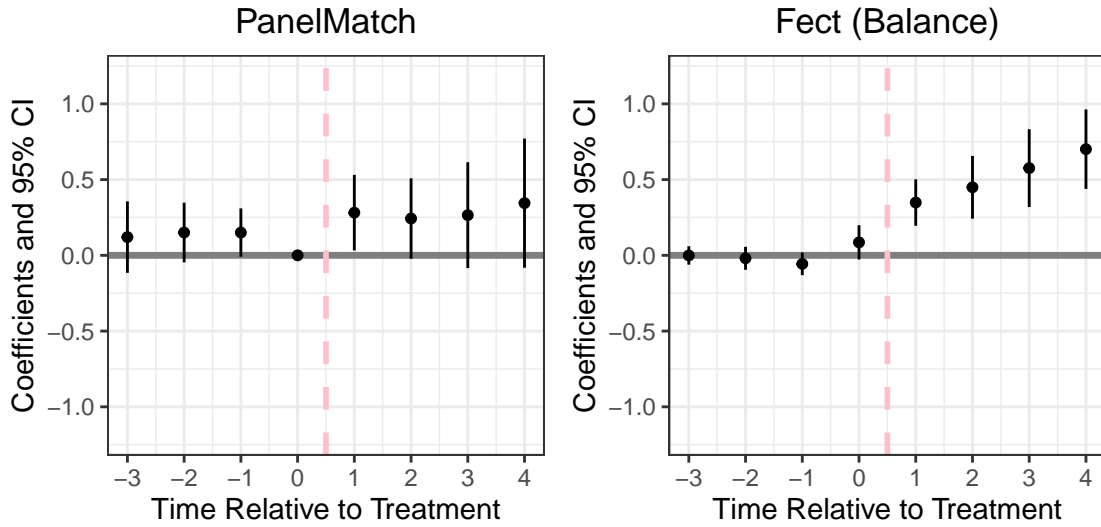 PanelMatch
Coefficients and 95% CI
1.0
0.5
0.0
−0.5
−1.0
−3 −2 −1 0 1 2 3 4
Time Relative to Treatment
Fect (Balance)
Coefficients and 95% CI
1.0
0.5
0.0
−0.5
−1.0
−3 −2 −1 0 1 2 3 4
Time Relative to Treatment